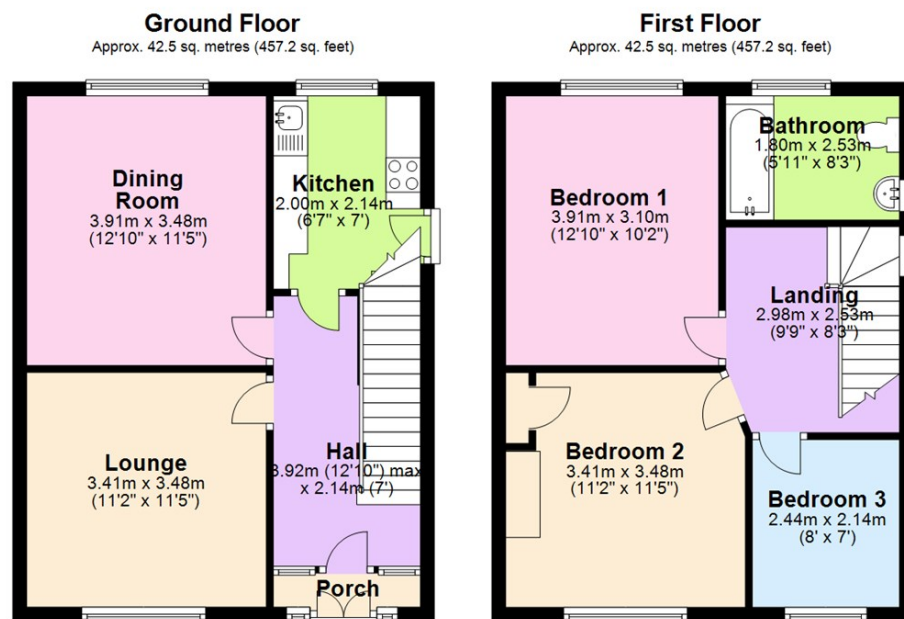 Ground Floor
Approx. 42.5 sq. metres (457.2 sq. feet)
Dining
Room
3.91m x 3.48m
(12'10" x 11'5")
Kitchen
2.00m x 2.14m
(6'7" x 7')
Lounge
3.41m x 3.48m
(11'2" x 11'5")
Hall
3.92m (12'10") max
x 2.14m (7')
Porch
First Floor
Approx. 42.5 sq. metres (457.2 sq. feet)
Bedroom 1
3.91m x 3.10m
(12'10" x 10'2")
Bathroom
1.80m x 2.53m
(5'11" x 8'3")
Landing
2.98m x 2.53m
(9'9" x 8'3")
Bedroom 2
3.41m x 3.48m
(11'2" x 11'5")
Bedroom 3
2.44m x 2.14m
(8' x 7')